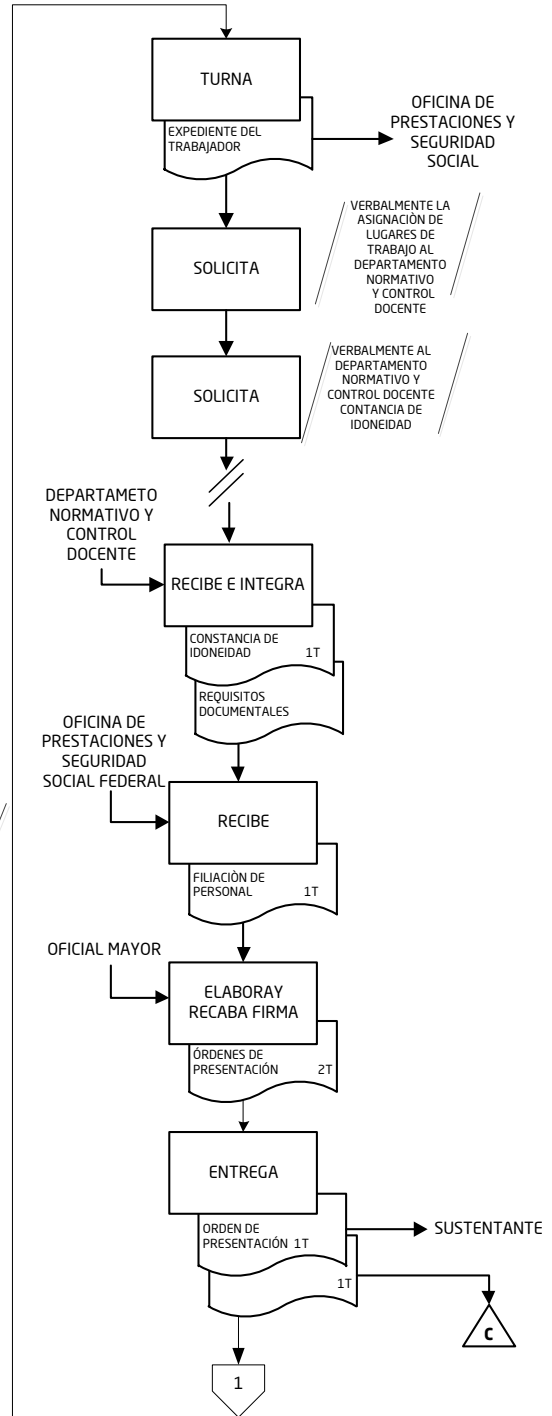 TURNA
EXPEDIENTE DEL
TRABAJADOR
OFICINA DE
PRESTACIONES Y
SEGURIDAD
SOCIAL
SOLICITA
VERBALMENTE LA
ASIGNACIÒN DE
LUGARES DE
TRABAJO AL
DEPARTAMENTO
NORMATIVO
Y CONTROL
DOCENTE
SOLICITA
VERBALMENTE AL
DEPARTAMENTO
NORMATIVO Y
CONTROL DOCENTE
CONTANCIA DE
IDONEIDAD
DEPARTAMETO
NORMATIVO Y
CONTROL
DOCENTE
RECIBE E INTEGRA
CONSTANCIA DE
IDONEIDAD 1T
REQUISITOS
DOCUMENTALES
OFICINA DE
PRESTACIONES Y
SEGURIDAD
SOCIAL FEDERAL
RECIBE
FILIACIÒN DE
PERSONAL 1T
OFICIAL MAYOR
ELABORAY
RECABA FIRMA
ÓRDENES DE
PRESENTACIÓN 2T
ENTREGA
ORDEN DE
PRESENTACIÓN 1T
SUSTENTANTE
1T
C
1